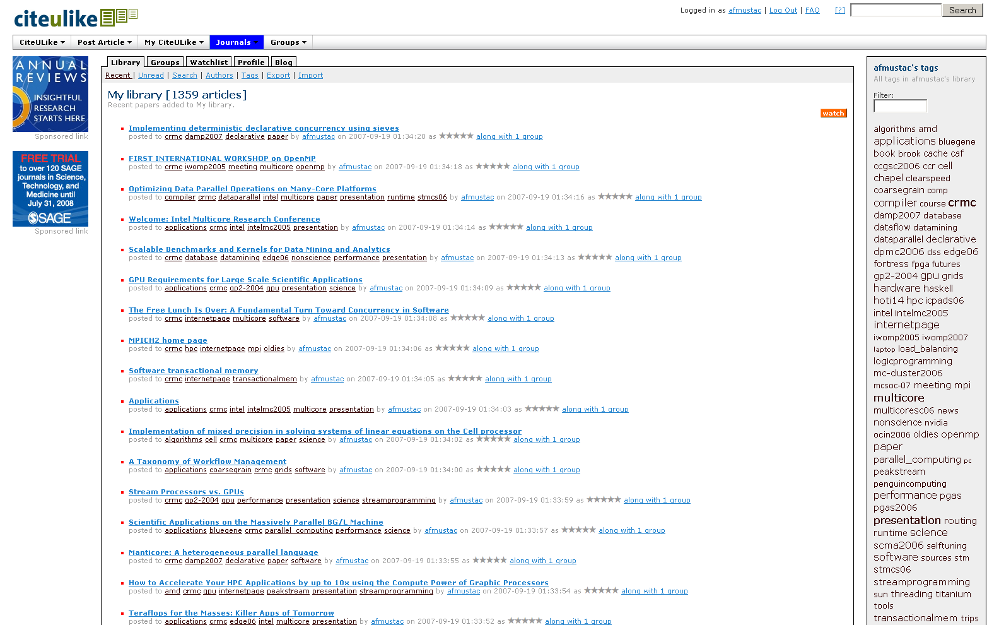 citeulike
Logged in as afmustac | Log Out | FAQ [?] Search
CiteULike Post Article My CiteULike Journals Groups
ANNUAL
REVIEWS
INSIGHTFUL
RESEARCH
STARTS HERE
Sponsored link
FREE TRIAL
to over 120 SAGE
journals in Science,
Technology, and
Medicine until
July 31, 2008
SAGE
Sponsored link
Library Groups Watchlist Profile Blog
Recent | Unread | Search | Authors | Tags | Export | Import
My library [1359 articles]
Recent papers added to My library.
watch
Implementing deterministic declarative concurrency using sieves
posted to crmc damp2007 declarative paper by afmustac on 2007-09-19 01:34:20 as ★★★★★ along with 1 group
FIRST INTERNATIONAL WORKSHOP on OpenMP
posted to crmc iwomp2005 meeting multicore openmp by afmustac on 2007-09-19 01:34:18 as ★★★★★ along with 1 group
Optimizing Data Parallel Operations on Many-Core Platforms
posted to compiler crmc dataparallel intel multicore paper presentation runtime stmcs06 by afmustac on 2007-09-19 01:34:16 as ★★★★★ along with 1 group
Welcome: Intel Multicore Research Conference
posted to applications crmc intel intelmc2005 presentation by afmustac on 2007-09-19 01:34:14 as ★★★★★ along with 1 group
Scalable Benchmarks and Kernels for Data Mining and Analytics
posted to crmc database datamining edge06 nonscience performance presentation by afmustac on 2007-09-19 01:34:13 as ★★★★★ along with 1 group
GPU Requirements for Large Scale Scientific Applications
posted to applications crmc gp2-2004 gpu presentation science by afmustac on 2007-09-19 01:34:09 as ★★★★★ along with 1 group
The Free Lunch Is Over: A Fundamental Turn Toward Concurrency in Software
posted to crmc internetpage multicore software by afmustac on 2007-09-19 01:34:08 as ★★★★★ along with 1 group
MPICH2 home page
posted to crmc hpc internetpage mpi oldies by afmustac on 2007-09-19 01:34:06 as ★★★★★ along with 1 group
Software transactional memory
posted to crmc internetpage transactionalmem by afmustac on 2007-09-19 01:34:05 as ★★★★★ along with 1 group
Applications
posted to applications crmc intel intelmc2005 multicore presentation by afmustac on 2007-09-19 01:34:03 as ★★★★★ along with 1 group
Implementation of mixed precision in solving systems of linear equations on the Cell processor
posted to algorithms cell crmc multicore paper science by afmustac on 2007-09-19 01:34:02 as ★★★★★ along with 1 group
A Taxonomy of Workflow Management
posted to applications coarsegrain crmc grids software by afmustac on 2007-09-19 01:34:00 as ★★★★★ along with 1 group
Stream Processors vs. GPUs
posted to crmc gp2-2004 gpu performance presentation science streamprogramming by afmustac on 2007-09-19 01:33:59 as ★★★★★ along with 1 group
Scientific Applications on the Massively Parallel BG/L Machine
posted to applications bluegene crmc parallel_computing performance science by afmustac on 2007-09-19 01:33:57 as ★★★★★ along with 1 group
Manticore: A heterogeneous parallel language
posted to crmc damp2007 declarative paper software by afmustac on 2007-09-19 01:33:55 as ★★★★★ along with 1 group
How to Accelerate Your HPC Applications by up to 10x using the Compute Power of Graphic Processors
posted to amd crmc gpu internetpage peakstream presentation streamprogramming by afmustac on 2007-09-19 01:33:54 as ★★★★★ along with 1 group
Teraflops for the Masses: Killer Apps of Tomorrow
posted to applications crmc edge06 intel multicore presentation by afmustac on 2007-09-19 01:33:52 as ★★★★★ along with 1 group
afmustac's tags
All tags in afmustac's library
Filter:
algorithms amd
applications bluegene
book brook cache caf
ccgsc2006 ccr cell
chapel clearspeed
coarsegrain comp
compiler course crmc
damp2007 database
dataflow datamining
dataparallel declarative
dpmc2006 dss edge06
fortress fpga futures
gp2-2004 gpu grids
hardware haskell
hoti14 hpc icpads06
intel intelmc2005
internetpage
iwomp2005 iwomp2007
laptop load_balancing
logicprogramming
mc-cluster2006
mcsoc-07 meeting mpi
multicore
multicoresc06 news
nonscience nvidia
ocin2006 oldies openmp
paper
parallel_computing pc
peakstream
penguincomputing
performance pgas
pgas2006
presentation routing
runtime science
scma2006 selftuning
software sources stm
stmcs06
streamprogramming
sun threading titanium
tools
transactionalmem trips